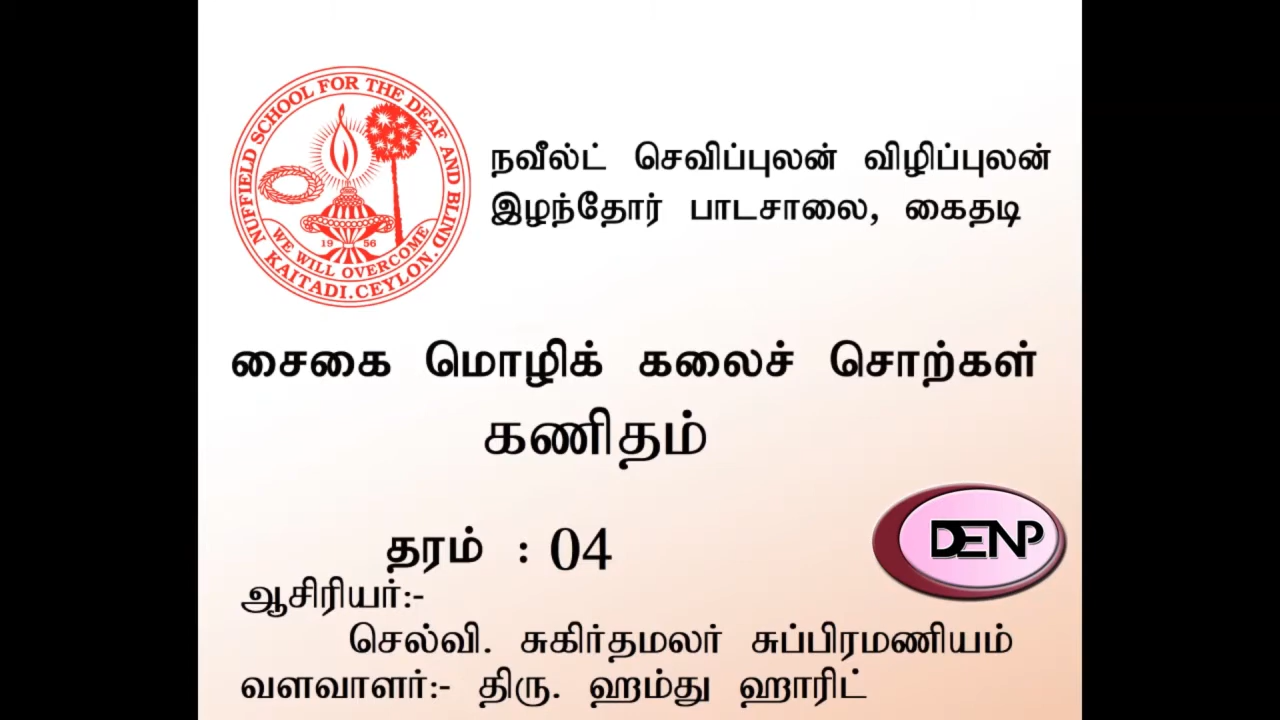 NUFFIELD SCHOOL FOR THE DEAF AND BLIND.
KAITADI.CEYLON.
19 56
WE WILL OVERCOME
நவீல்ட் செவிப்புலன் விழிப்புலன்
இழந்தோர் பாடசாலை, கைதடி
சைகை மொழிக் கலைச் சொற்கள்
கணிதம்
தரம் : 04
DENP
ஆசிரியர்:-
செல்வி. சுகிர்தமலர் சுப்பிரமணியம்
வளவாளர்:- திரு. ஹம்து ஹாரிட்